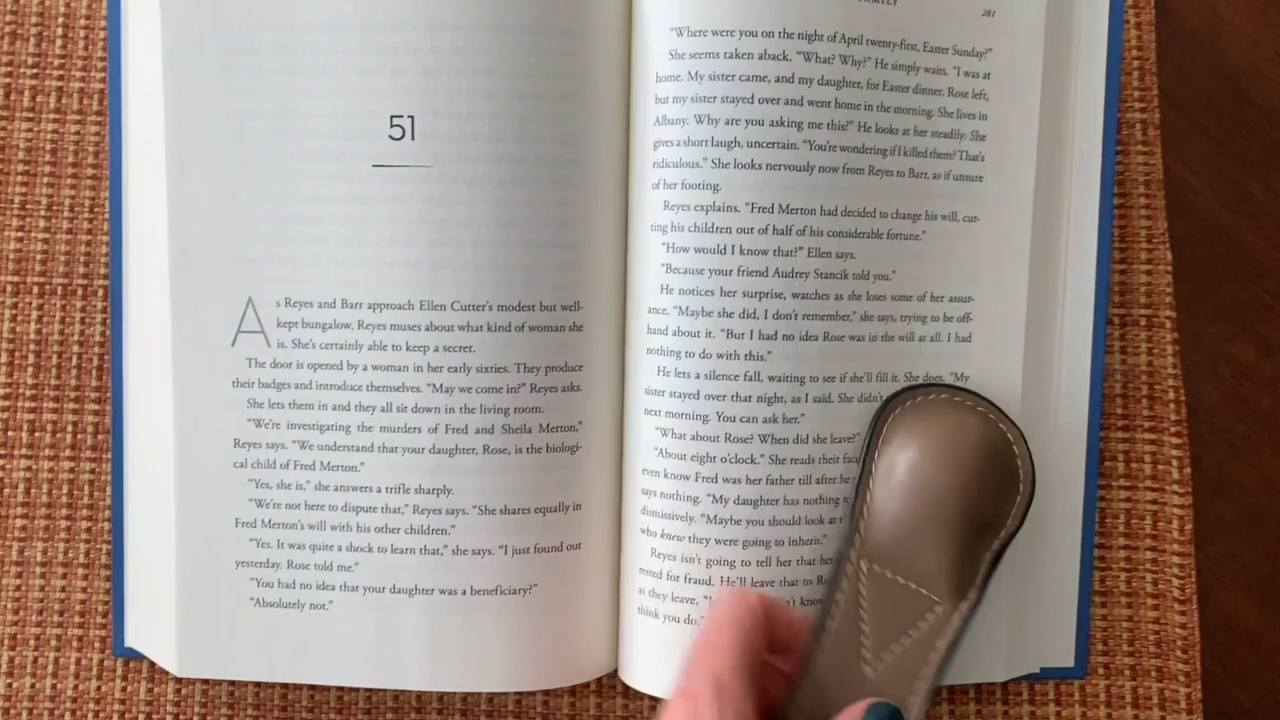 51
As Reyes and Barr approach Ellen Cutter's modest but well-
kept bungalow, Reyes muses about what kind of woman she
is. She's certainly able to keep a secret.
The door is opened by a woman in her early sixties. They produce
their badges and introduce themselves. "May we come in?" Reyes asks.
She lets them in and they all sit down in the living room.
"We're investigating the murders of Fred and Sheila Merton,"
Reyes says. "We understand that your daughter, Rose, is the biologi-
cal child of Fred Merton."
"Yes, she is," she answers a trifle sharply.
"We're not here to dispute that," Reyes says. "She shares equally in
Fred Merton's will with his other children."
"Yes. It was quite a shock to learn that," she says. "I just found out
yesterday. Rose told me."
"You had no idea that your daughter was a beneficiary?"
"Absolutely not."
281
"Where were you on the night of April twenty-first, Easter Sunday?"
She seems taken aback. "What? Why?" He simply waits. "I was at
home. My sister came, and my daughter, for Easter dinner. Rose left,
but my sister stayed over and went home in the morning. She lives in
Albany. Why are you asking me this?" He looks at her steadily. She
gives a short laugh, uncertain. "You're wondering if I killed them? That's
ridiculous." She looks nervously now from Reyes to Barr, as if unsure
of her footing.
Reyes explains. "Fred Merton had decided to change his will, cut-
ting his children out of half of his considerable fortune."
"How would I know that?" Ellen says.
"Because your friend Audrey Stancik told you."
He notices her surprise, watches as she loses some of her assur-
ance. "Maybe she did, I don't remember," she says, trying to be off-
hand about it. "But I had no idea Rose was in the will at all. I had
nothing to do with this."
He lets a silence fall, waiting to see if she'll fill it. She does. "My
sister stayed over that night, as I said. She didn't
next morning. You can ask her."
"What about Rose? When did she leave?"
"About eight o'clock." She reads their
even know Fred was her father till after he
says nothing. "My daughter has nothing
dismissively. "Maybe you should look at
who knew they were going to inherit."
Reyes isn't going to tell her that her
rested for fraud. He'll leave that to
as they leave, "
think you do."